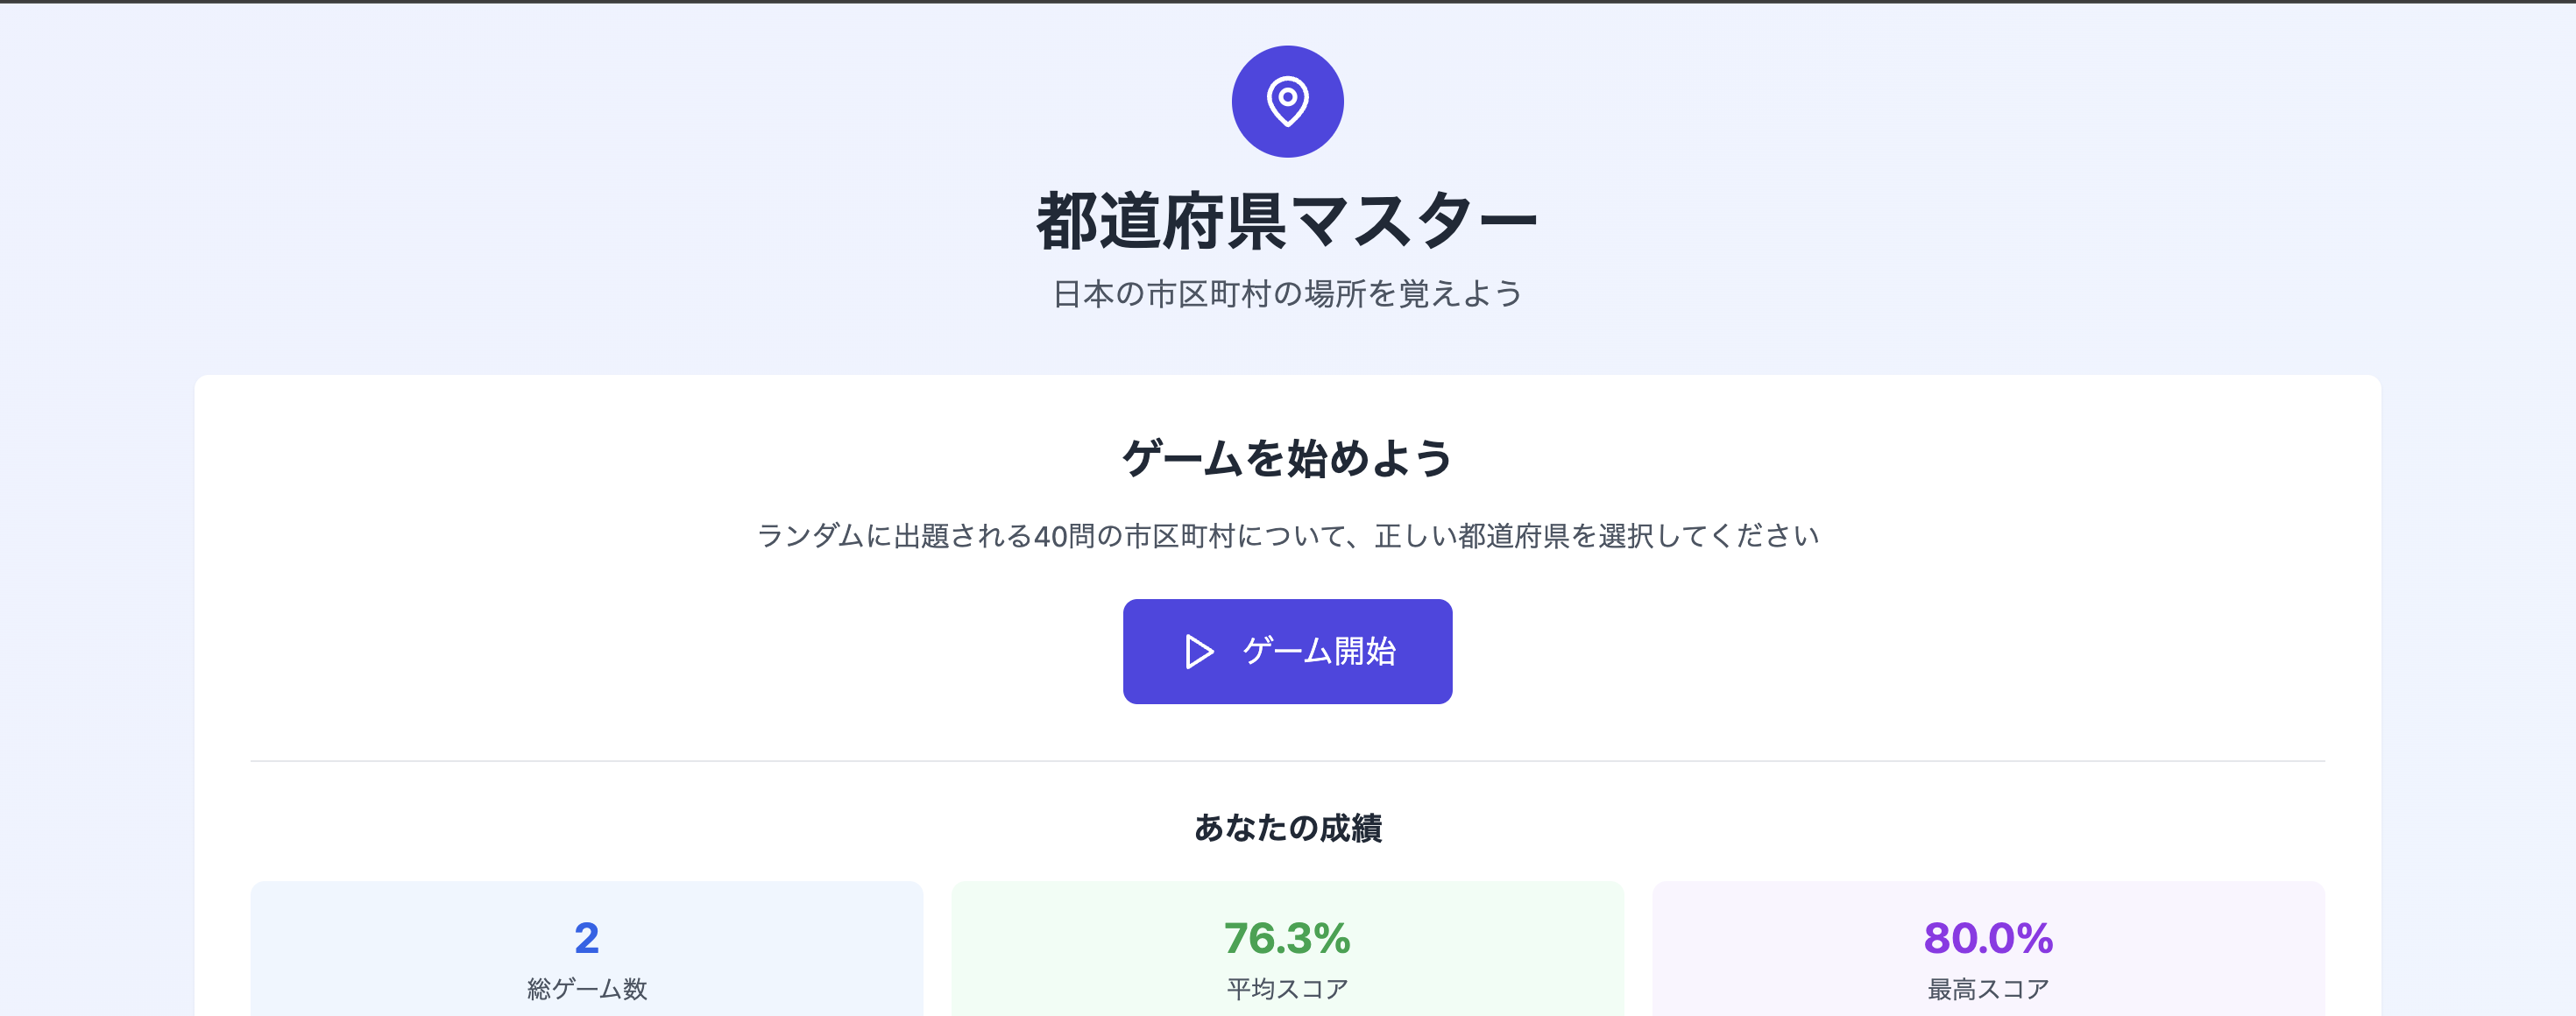 都道府県マスター
日本の市区町村の場所を覚えよう
ゲームを始めよう
ランダムに出題される40問の市区町村について、正しい都道府県を選択してください
ゲーム開始
あなたの成績
2
総ゲーム数
76.3%
平均スコア
80.0%
最高スコア